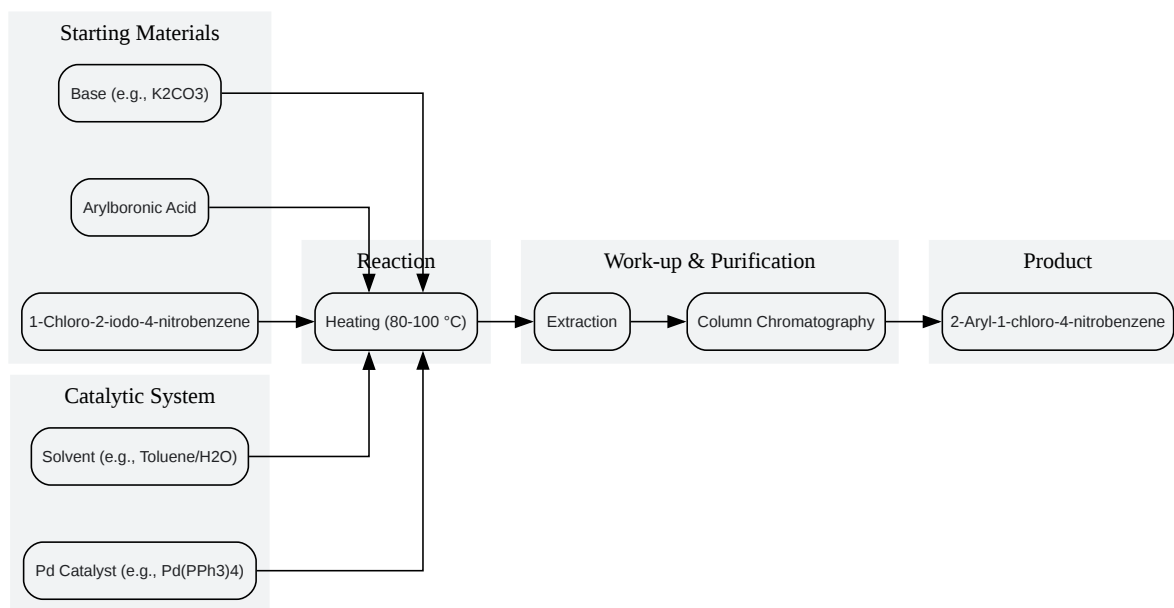 Starting Materials
Base (e.g., K2CO3)
Arylboronic Acid
1-Chloro-2-iodo-4-nitrobenzene
Catalytic System
Solvent (e.g., Toluene/H2O)
Pd Catalyst (e.g., Pd(PPh3)4)
Reaction
Heating (80-100 °C)
Work-up & Purification
Extraction
Column Chromatography
Product
2-Aryl-1-chloro-4-nitrobenzene